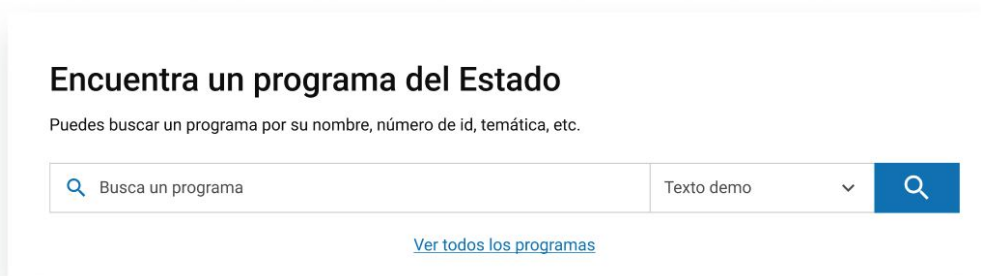 Encuentra un programa del Estado
Puedes buscar un programa por su nombre, número de id, temática, etc.
Busca un programa
Texto demo
Ver todos los programas